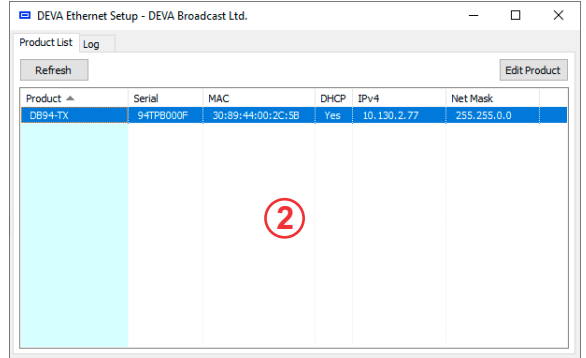 DEVA Ethernet Setup - DEVA Broadcast Ltd.
Product List Log
Refresh Edit Product
Product Serial MAC DHCP IPv4 Net Mask
DB94-TX 94TPB000F 30:89:44:00:2C:5B Yes 10.130.2.77 255.255.0.0
2